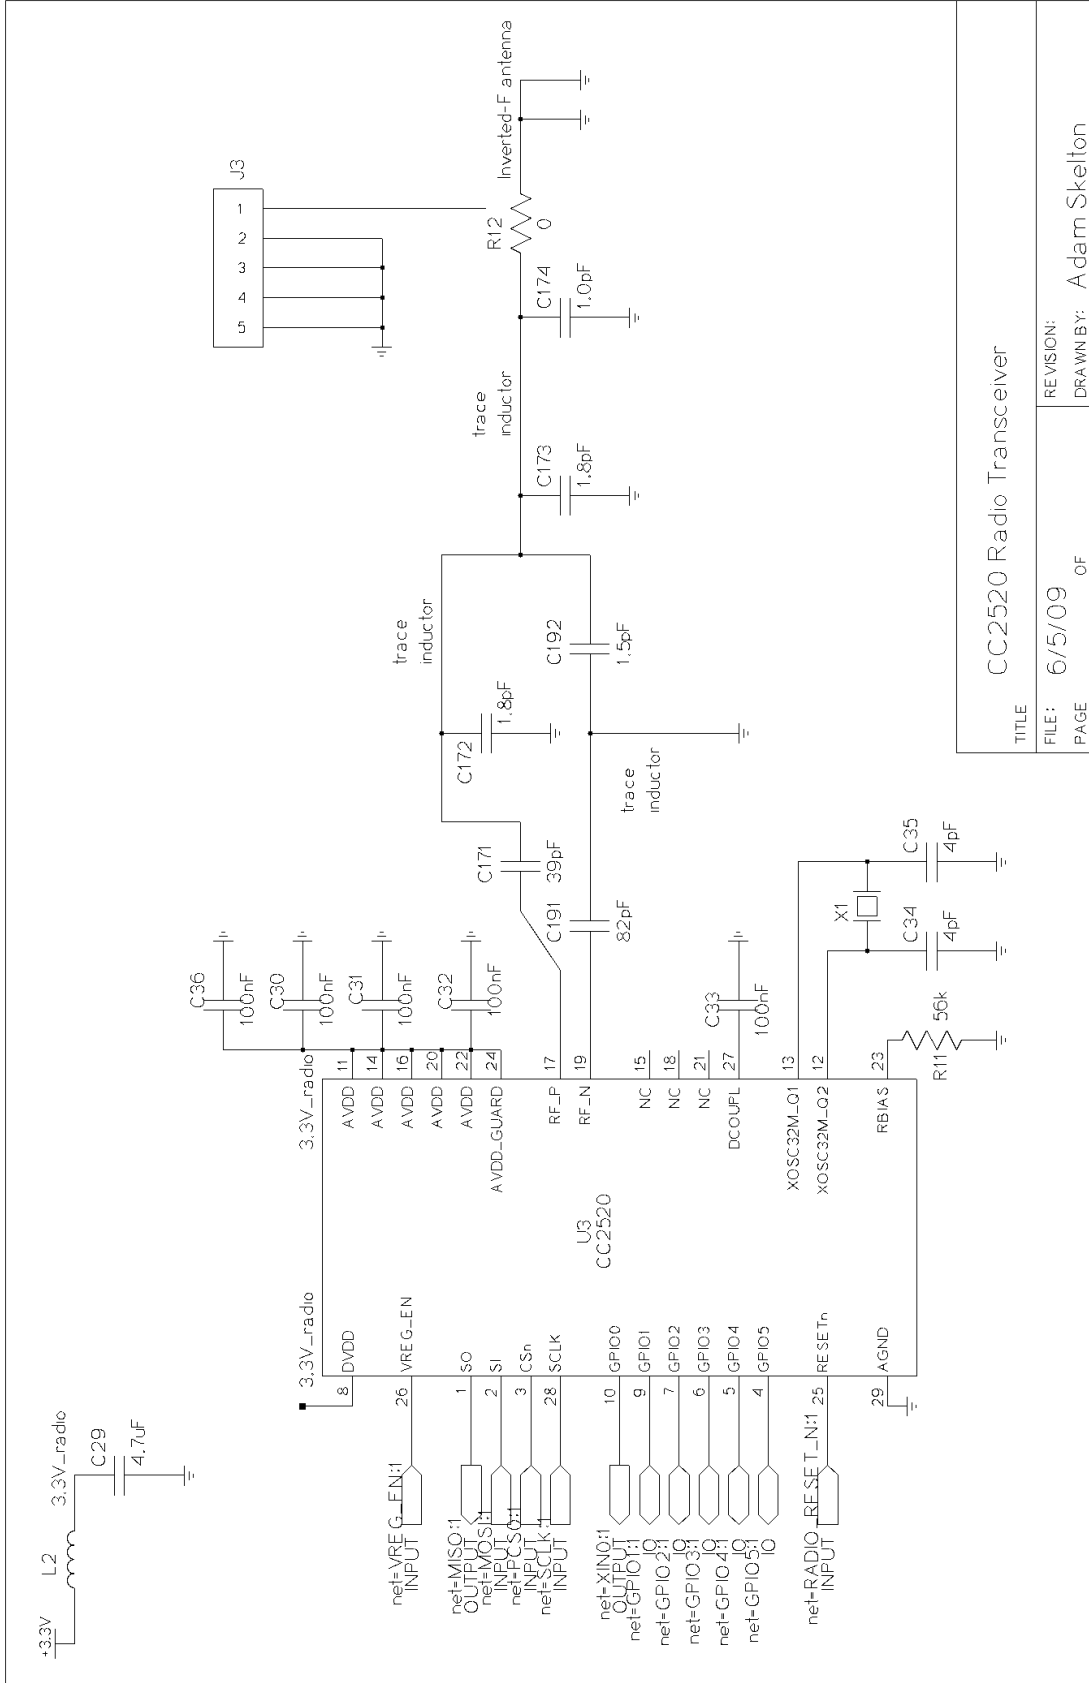 +3.3V
L2
3.3V_radio
C29
4.7uF
3.3V_radio
3.3V_radio
8
DVDD
26
VREG_EN
1
SO
2
SI
3
CSn
28
SCLK
10
GPIO0
9
GPIO1
7
GPIO2
6
GPIO3
5
GPIO4
4
GPIO5
25
RESETn
29
AGND
net=VREG_EN:1
INPUT
net=MISO:1
OUTPUT
net=MOSI:1
INPUT
net=PCS0:1
INPUT
net=SCLK:1
INPUT
net=XIN0:1
OUTPUT
net=GPIO1:1
IO
net=GPIO2:1
IO
net=GPIO3:1
IO
net=GPIO4:1
IO
net=GPIO5:1
IO
net=RADIO_RESET_N:1
INPUT
U3
CC2520
AVDD
11
AVDD
14
AVDD
16
AVDD
20
AVDD
22
AVDD_GUARD
24
RF_P
17
RF_N
19
NC
15
NC
18
NC
21
DCOUPL
27
XOSC32M_Q1
13
XOSC32M_Q2
12
RBIAS
23
C36
100nF
C30
100nF
C31
100nF
C32
100nF
C33
100nF
R11
56k
X1
C34
4pF
C35
4pF
C171
39pF
C191
82pF
C172
1.8pF
trace
inductor
C192
1.5pF
trace
inductor
C173
1.8pF
trace
inductor
C174
1.0pF
R12
0
Inverted-F antenna
J3
1
2
3
4
5
TITLE
CC2520 Radio Transceiver
FILE: 6/5/09
REVISION:
PAGE OF
DRAWN BY: Adam Skelton